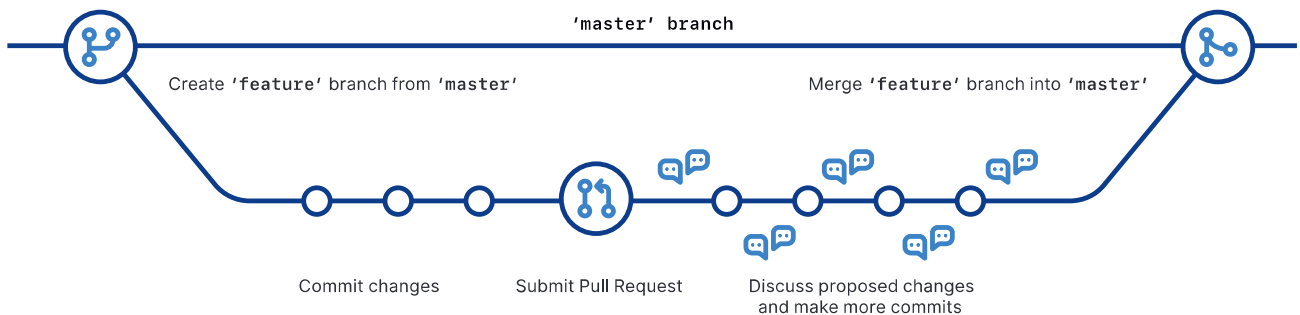 ‘master’ branch
Create ‘feature’ branch from ‘master’
Merge ‘feature’ branch into ‘master’
Commit changes
Submit Pull Request
Discuss proposed changes
and make more commits